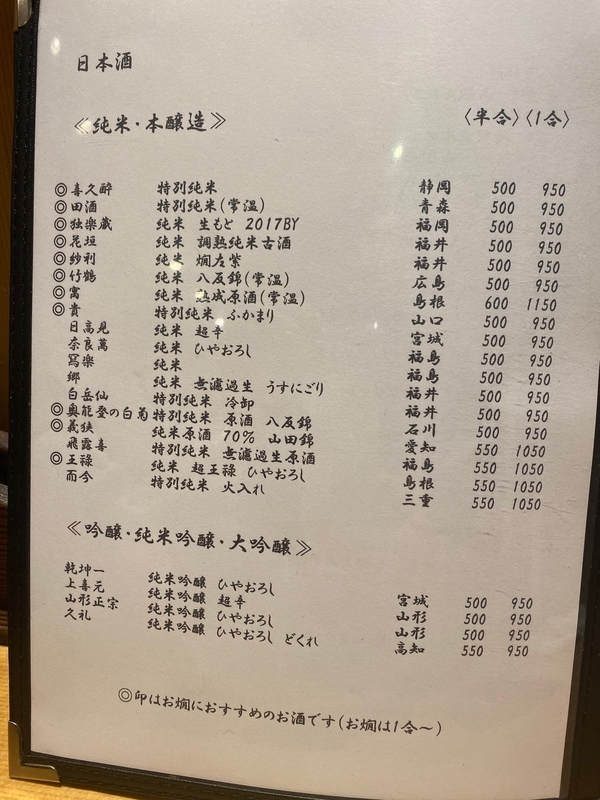 日本酒
≪純米・本醸造≫ 〈半合〉〈1合〉
◎喜久酔 特別純米 静岡 500 950
◎田酒 特別純米(常温) 青森 500 950
◎独楽蔵 純米 生もと 2017BY 福岡 500 950
◎花垣 純米 調熟純米古酒 福井 500 950
◎紗利 純米 燗左紫 福井 500 950
◎竹鶴 純米 八反錦(常温) 広島 500 950
◎窩 純米 熟成原酒(常温) 島根 600 1150
◎貴 特別純米 ふかまり 山口 500 950
日高見 純米 超辛 宮城 500 950
奈良萬 純米 ひやおろし 福島 500 950
冩樂 純米 福島 500 950
郷 純米 無濾過生 うすにごり 福井 500 950
白岳仙 特別純米 冷卸 福井 500 950
◎奥能登の白菊 特別純米 原酒 八反錦 石川 500 950
◎義侠 純米原酒 70% 山田錦 愛知 550 1050
飛露喜 特別純米 無濾過生原酒 福島 550 1050
◎王祿 純米 超王祿 ひやおろし 島根 550 1050
而今 特別純米 火入れ 三重 550 1050
≪吟醸・純米吟醸・大吟醸≫
乾坤一 純米吟醸 ひやおろし 宮城 500 950
上喜元 純米吟醸 超辛 山形 500 950
山形正宗 純米吟醸 ひやおろし 山形 500 950
久礼 純米吟醸 ひやおろし どくれ 高知 550 950
◎印はお燗におすすめのお酒です(お燗は1合〜)